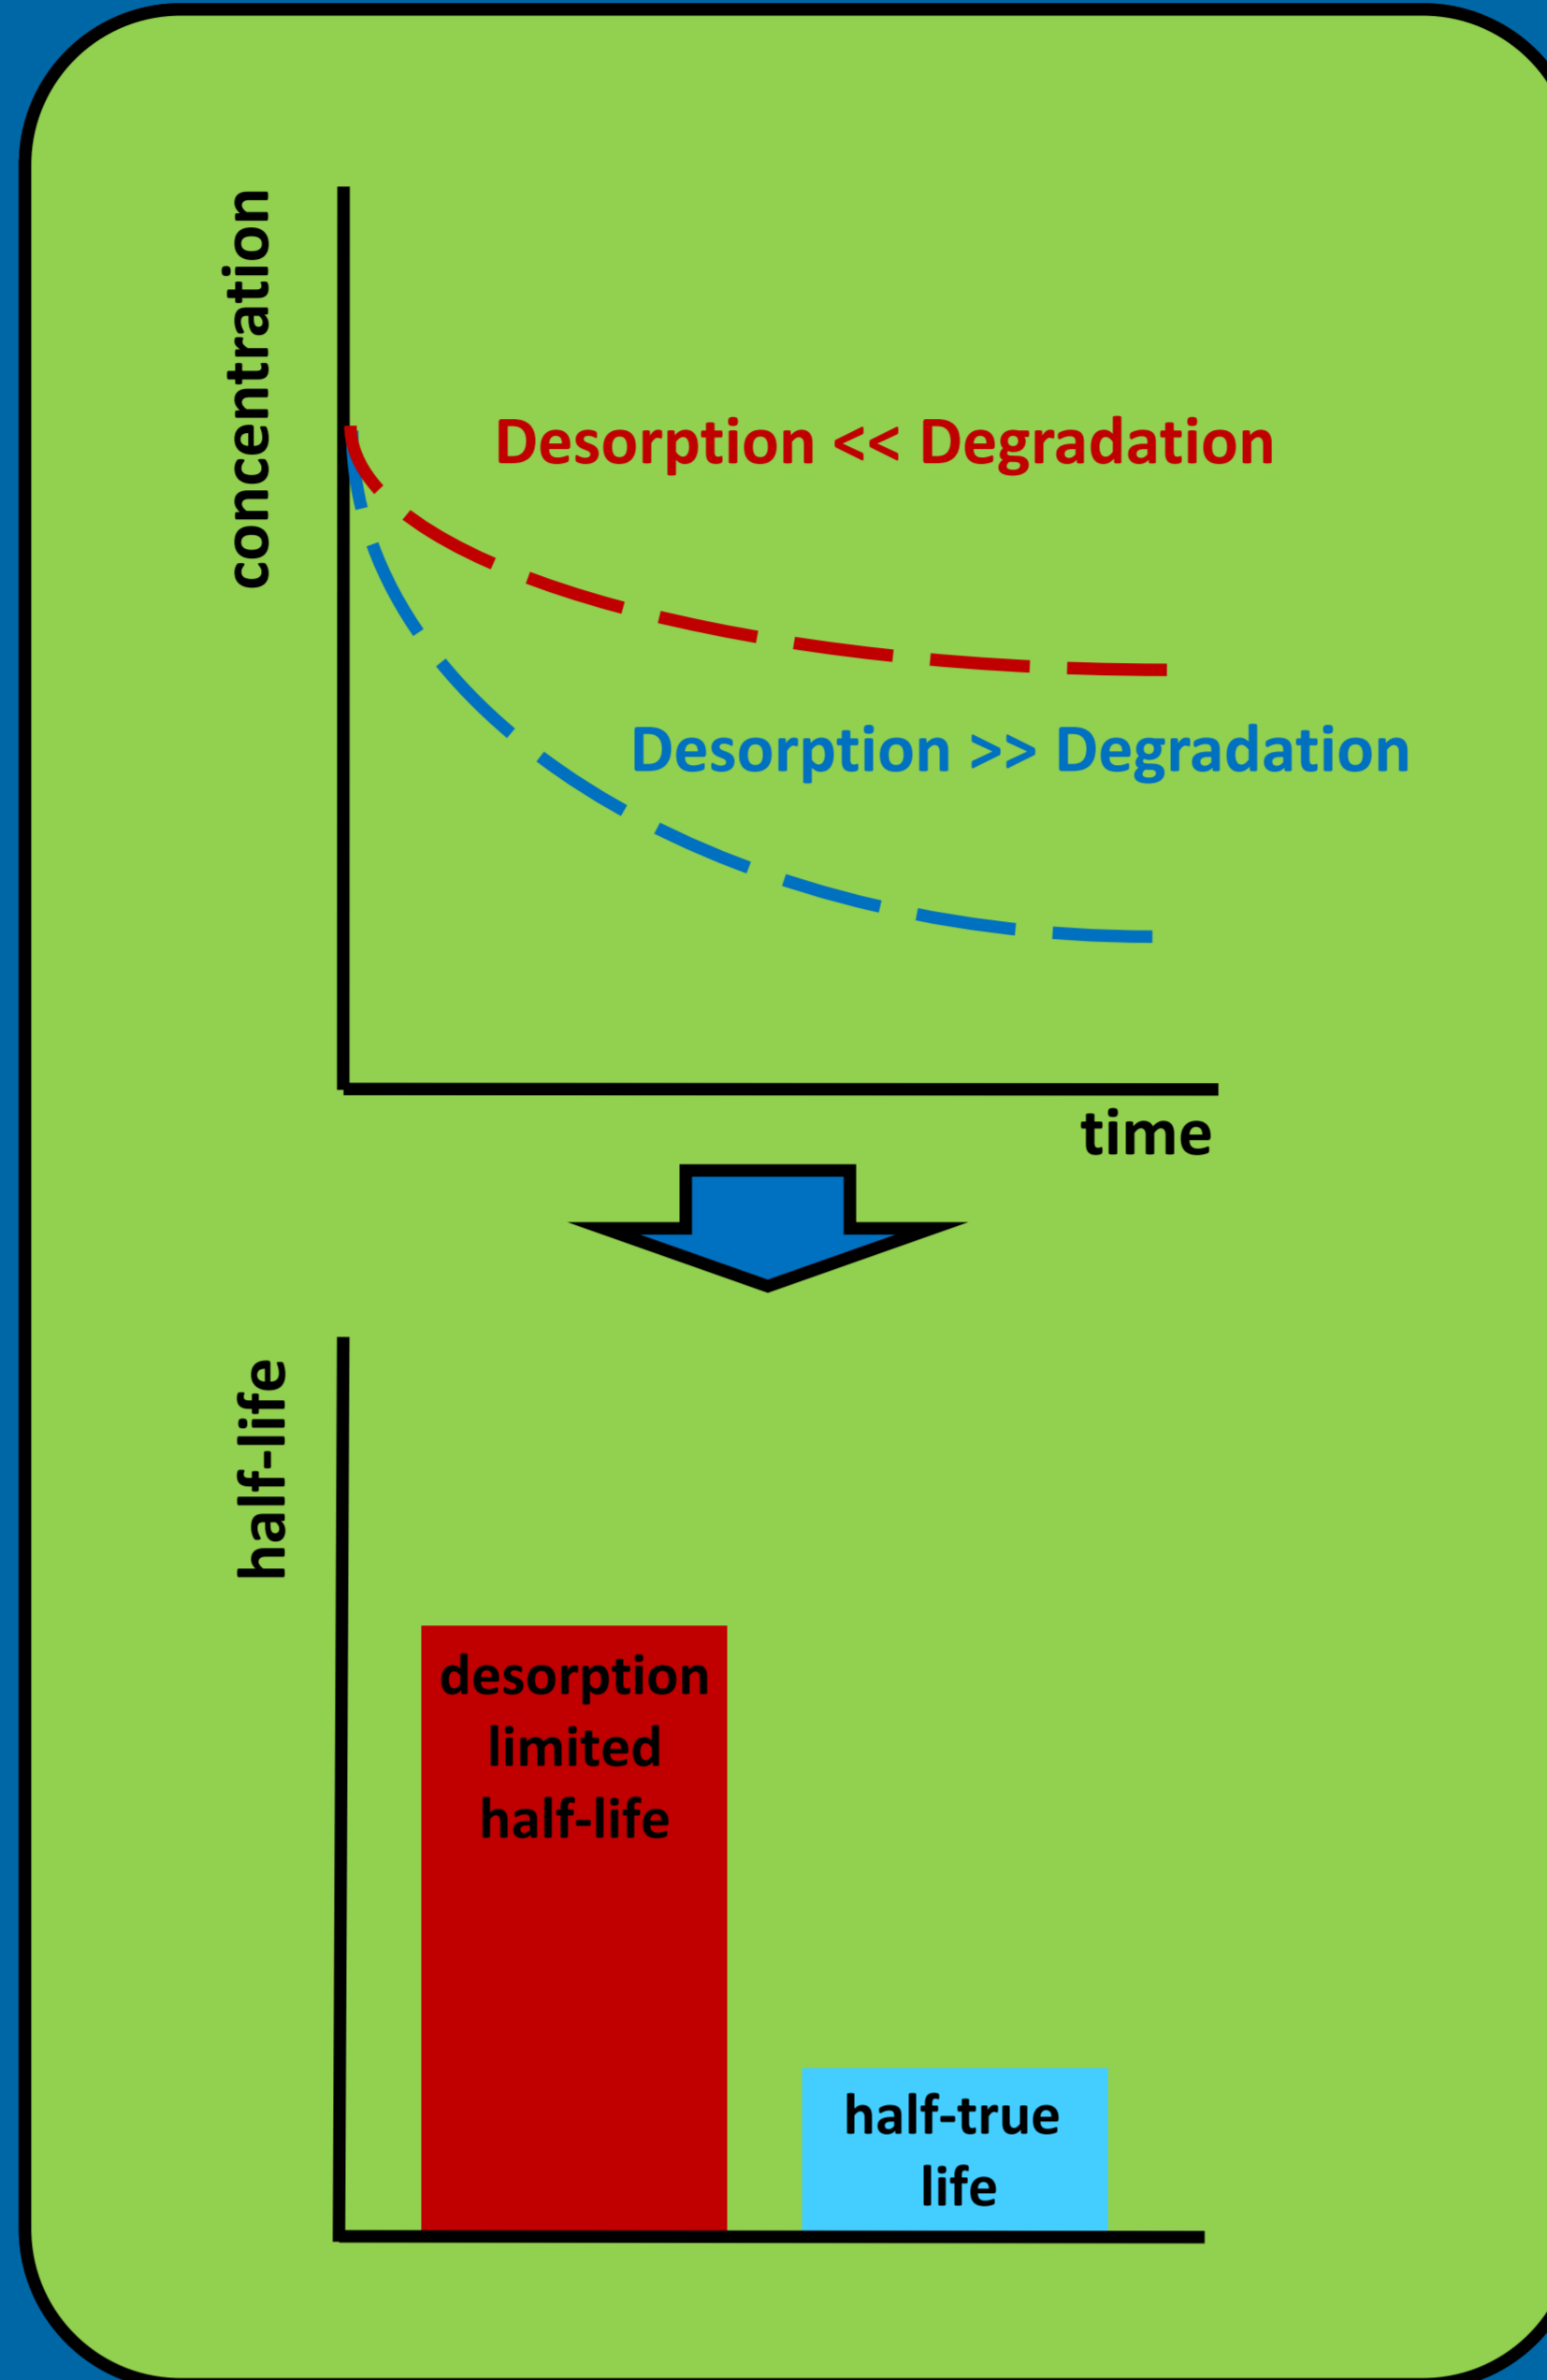 concentration
Desorption << Degradation
Desorption >> Degradation
time
half-life
desorption
limited
half-life
half-true
life